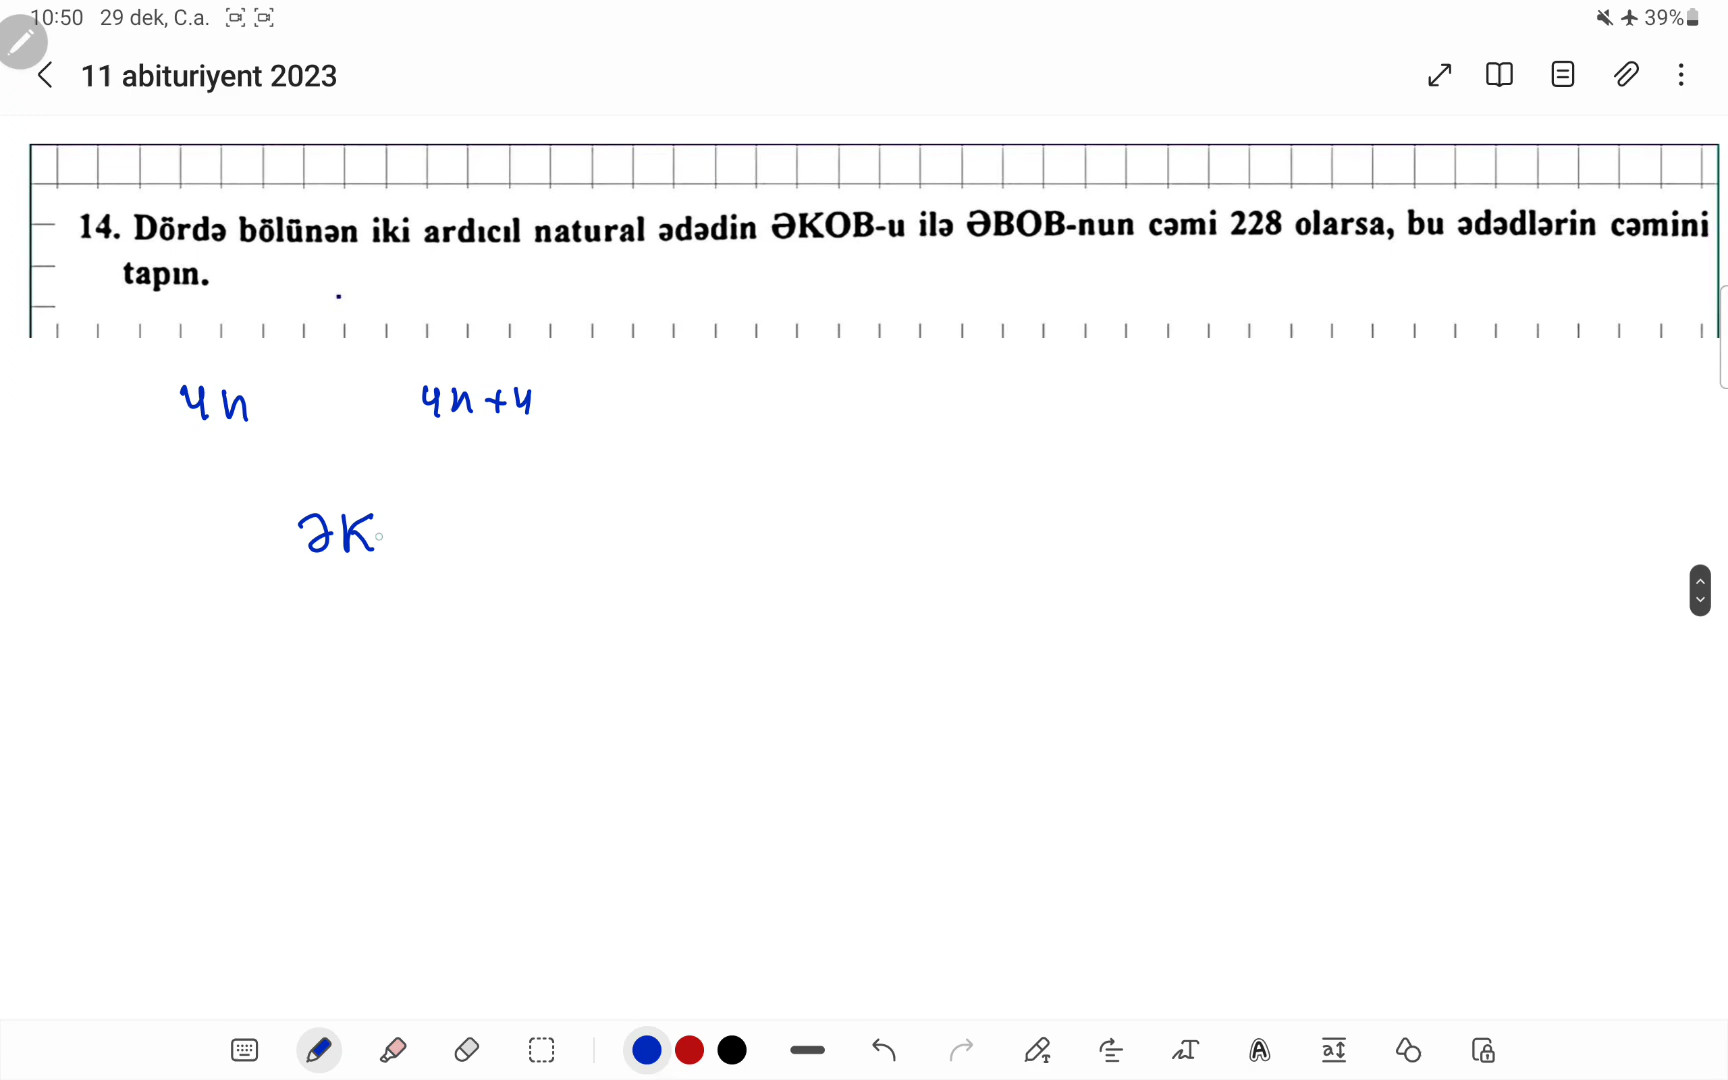 10:50 29 dek, C.a. 39%
11 abituriyent 2023
14. Dördə bölünən iki ardıcıl natural ədədin ƏKOB-u ilə ƏBOB-nun cəmi 228 olarsa, bu ədədlərin cəmini
tapın.
4n 4n+4
ƏK